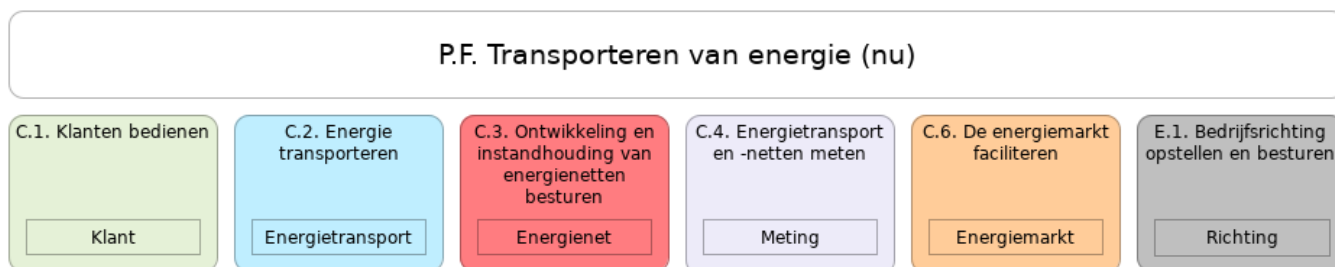 P.F. Transporteren van energie (nu)
C.1. Klanten bedienen
Klant
C.2. Energie
transporteren
Energietransport
C.3. Ontwikkeling en
instandhouding van
energienetten
besturen
Energienet
C.4. Energietransport
en -netten meten
Meting
C.6. De energiemarkt
faciliteren
Energiemarkt
E.1. Bedrijfsrichting
opstellen en besturen
Richting